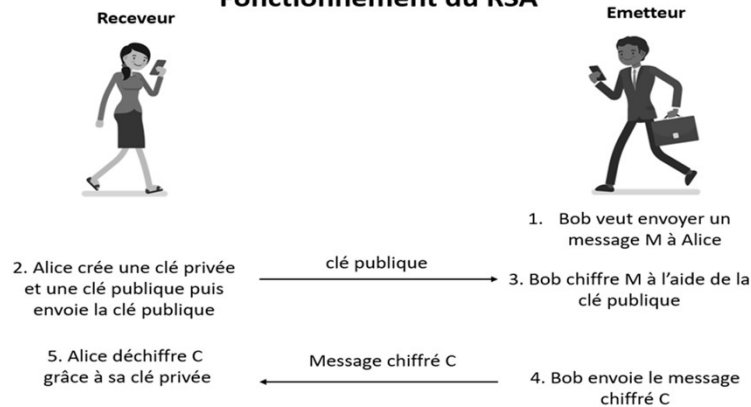 Fonctionnement du RSA
Receveur
Emetteur
1. Bob veut envoyer un
message M à Alice
2. Alice crée une clé privée
et une clé publique puis
envoie la clé publique
clé publique
3. Bob chiffre M à l’aide de la
clé publique
4. Bob envoie le message
chiffré C
Message chiffré C
5. Alice déchiffre C
grâce à sa clé privée